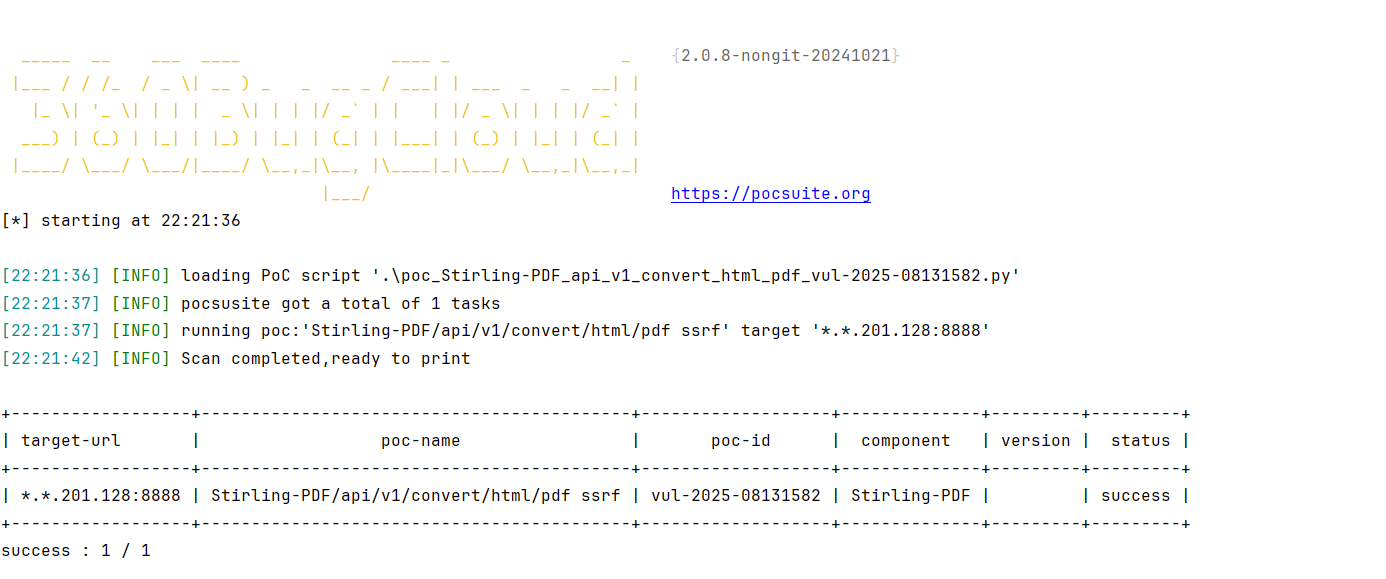 360BugCloud
{2.0.8-nongit-20241021}
https://pocsuite.org
[*] starting at 22:21:36
[22:21:36] [INFO] loading PoC script '.\poc_Stirling-PDF_api_v1_convert_html_pdf_vul-2025-08131582.py'
[22:21:37] [INFO] pocsusite got a total of 1 tasks
[22:21:37] [INFO] running poc:'Stirling-PDF/api/v1/convert/html/pdf ssrf' target '*.*.201.128:8888'
[22:21:42] [INFO] Scan completed,ready to print
+------------------+-------------------------------------------+-------------------+--------------+---------+---------+
| target-url | poc-name | poc-id | component | version | status |
+------------------+-------------------------------------------+-------------------+--------------+---------+---------+
| *.*.201.128:8888 | Stirling-PDF/api/v1/convert/html/pdf ssrf | vul-2025-08131582 | Stirling-PDF | | success |
+------------------+-------------------------------------------+-------------------+--------------+---------+---------+
success : 1 / 1